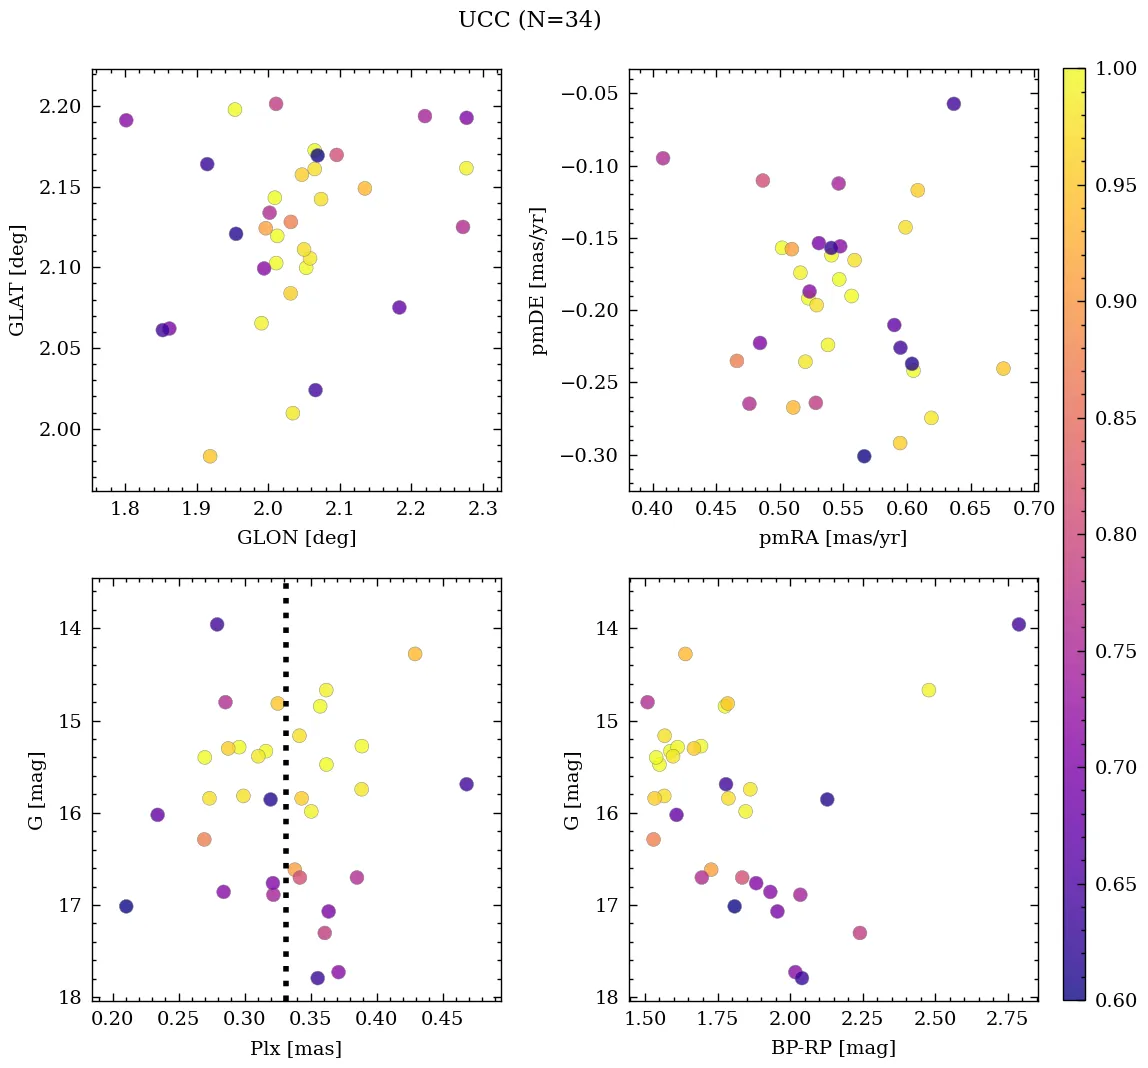 UCC (N=34)
2.20
2.15
2.10
2.05
2.00
GLAT [deg]
1.8 1.9 2.0 2.1 2.2 2.3
GLON [deg]
−0.05
−0.10
−0.15
−0.20
−0.25
−0.30
pmDE [mas/yr]
0.40 0.45 0.50 0.55 0.60 0.65 0.70
pmRA [mas/yr]
14
15
16
17
18
G [mag]
0.20 0.25 0.30 0.35 0.40 0.45
Plx [mas]
14
15
16
17
18
G [mag]
1.50 1.75 2.00 2.25 2.50 2.75
BP-RP [mag]
1.00
0.95
0.90
0.85
0.80
0.75
0.70
0.65
0.60